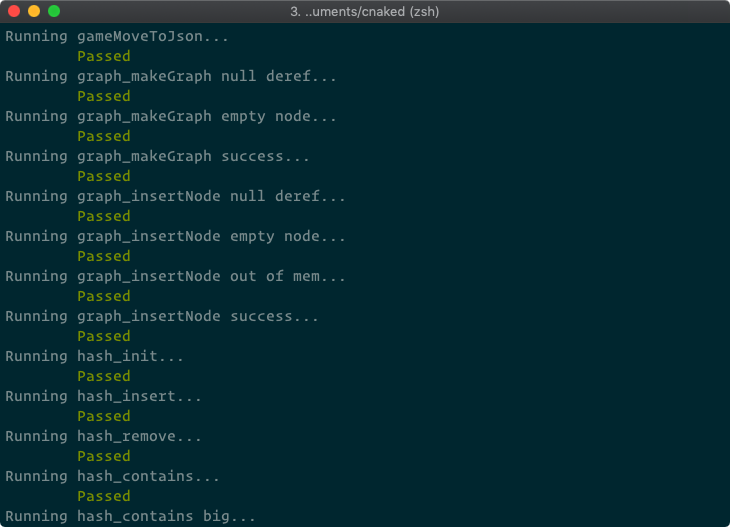 3. ..uments/cnaked (zsh)
Running gameMoveToJson...
Passed
Running graph_makeGraph null deref...
Passed
Running graph_makeGraph empty node...
Passed
Running graph_makeGraph success...
Passed
Running graph_insertNode null deref...
Passed
Running graph_insertNode empty node...
Passed
Running graph_insertNode out of mem...
Passed
Running graph_insertNode success...
Passed
Running hash_init...
Passed
Running hash_insert...
Passed
Running hash_remove...
Passed
Running hash_contains...
Passed
Running hash_contains big...